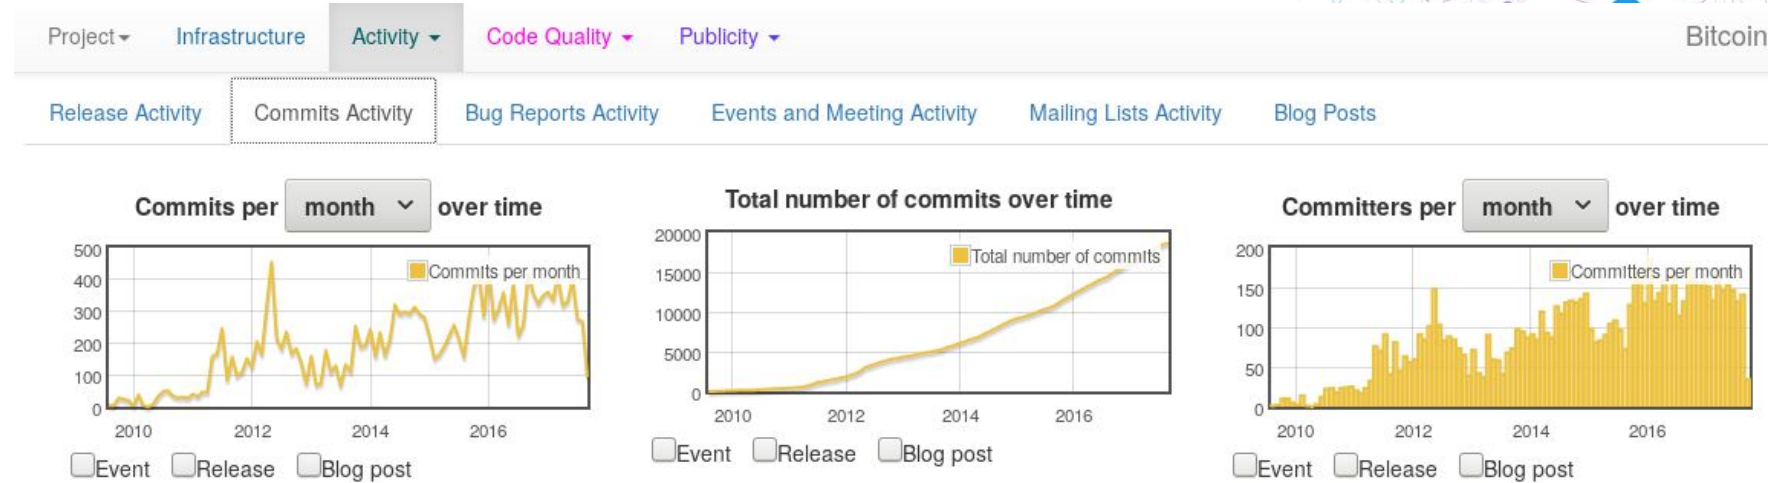 Project Infrastructure Activity Code Quality Publicity Bitcoin
Release Activity Commits Activity Bug Reports Activity Events and Meeting Activity Mailing Lists Activity Blog Posts
Commits per month over time
500
400
300
200
100
0
Commits per month
2010 2012 2014 2016
Event Release Blog post
Total number of commits over time
20000
15000
10000
5000
0
Total number of commits
2010 2012 2014 2016
Event Release Blog post
Committers per month over time
200
150
100
50
0
Committers per month
2010 2012 2014 2016
Event Release Blog post